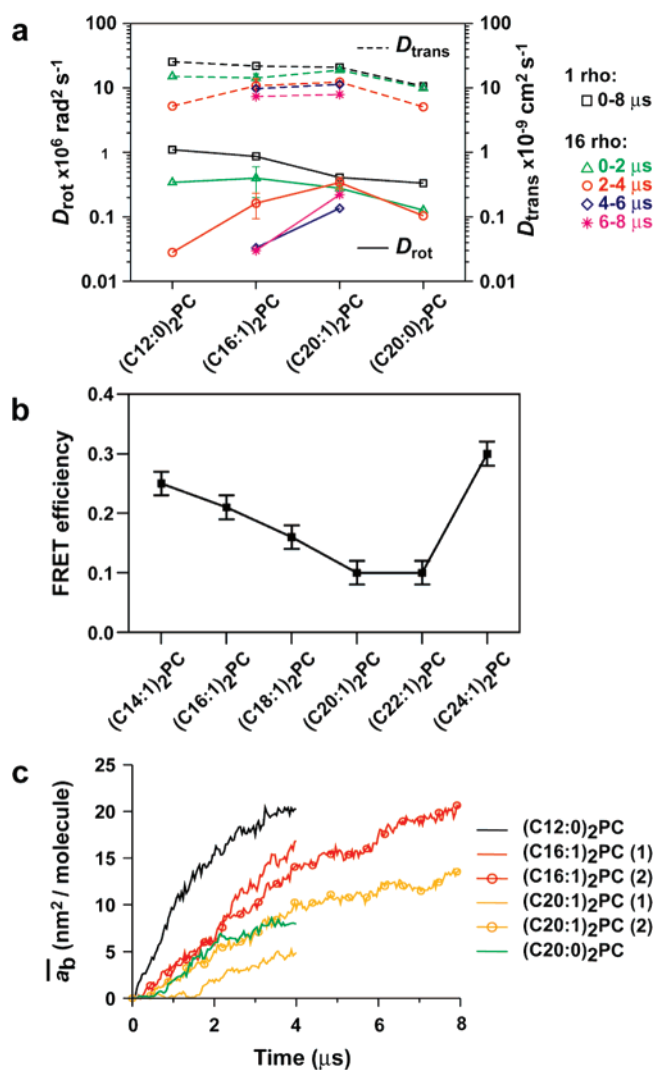 a
100
10
1
0.1
0.01
D_rot x10^6 rad^2 s^-1
D_trans
D_rot
100
10
1
0.1
0.01
D_trans x10^-9 cm^2 s^-1
(C12:0)2PC
(C16:1)2PC
(C20:1)2PC
(C20:0)2PC
1 rho:
0-8 μs
16 rho:
0-2 μs
2-4 μs
4-6 μs
6-8 μs
b
0.4
0.3
0.2
0.1
0.0
FRET efficiency
(C14:1)2PC
(C16:1)2PC
(C18:1)2PC
(C20:1)2PC
(C22:1)2PC
(C24:1)2PC
c
25
20
15
10
5
0
a_b (nm^2 / molecule)
0 2 4 6 8
Time (μs)
(C12:0)2PC
(C16:1)2PC (1)
(C16:1)2PC (2)
(C20:1)2PC (1)
(C20:1)2PC (2)
(C20:0)2PC